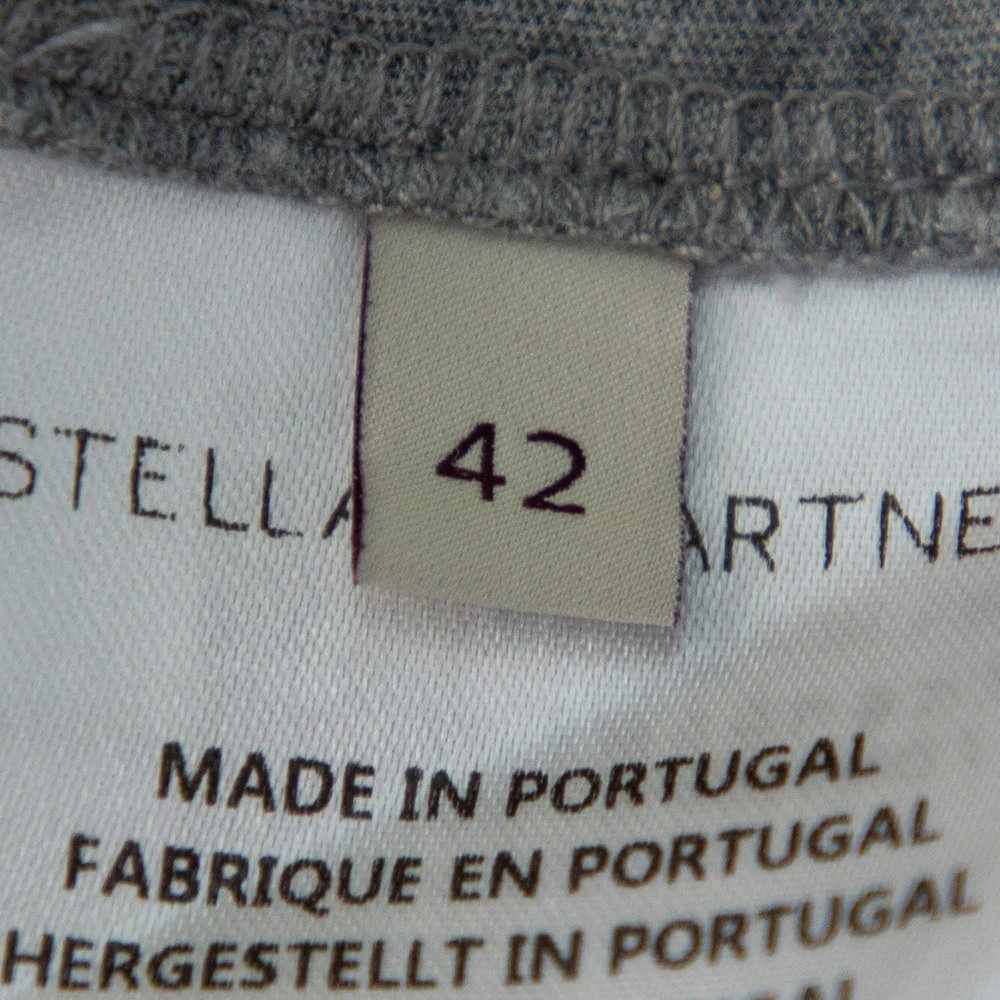 42
STELLA ARTNE
MADE IN PORTUGAL
FABRIQUE EN PORTUGAL
HERGESTELLT IN PORTUGAL